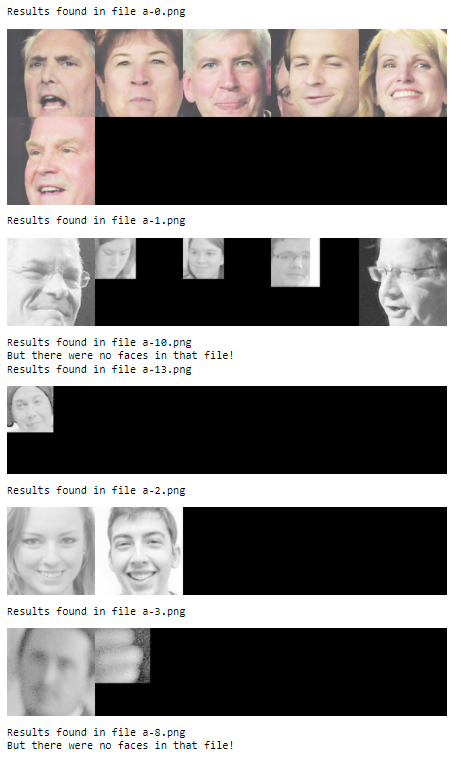 Results found in file a-0.png
Results found in file a-1.png
Results found in file a-10.png
But there were no faces in that file!
Results found in file a-13.png
Results found in file a-2.png
Results found in file a-3.png
Results found in file a-8.png
But there were no faces in that file!